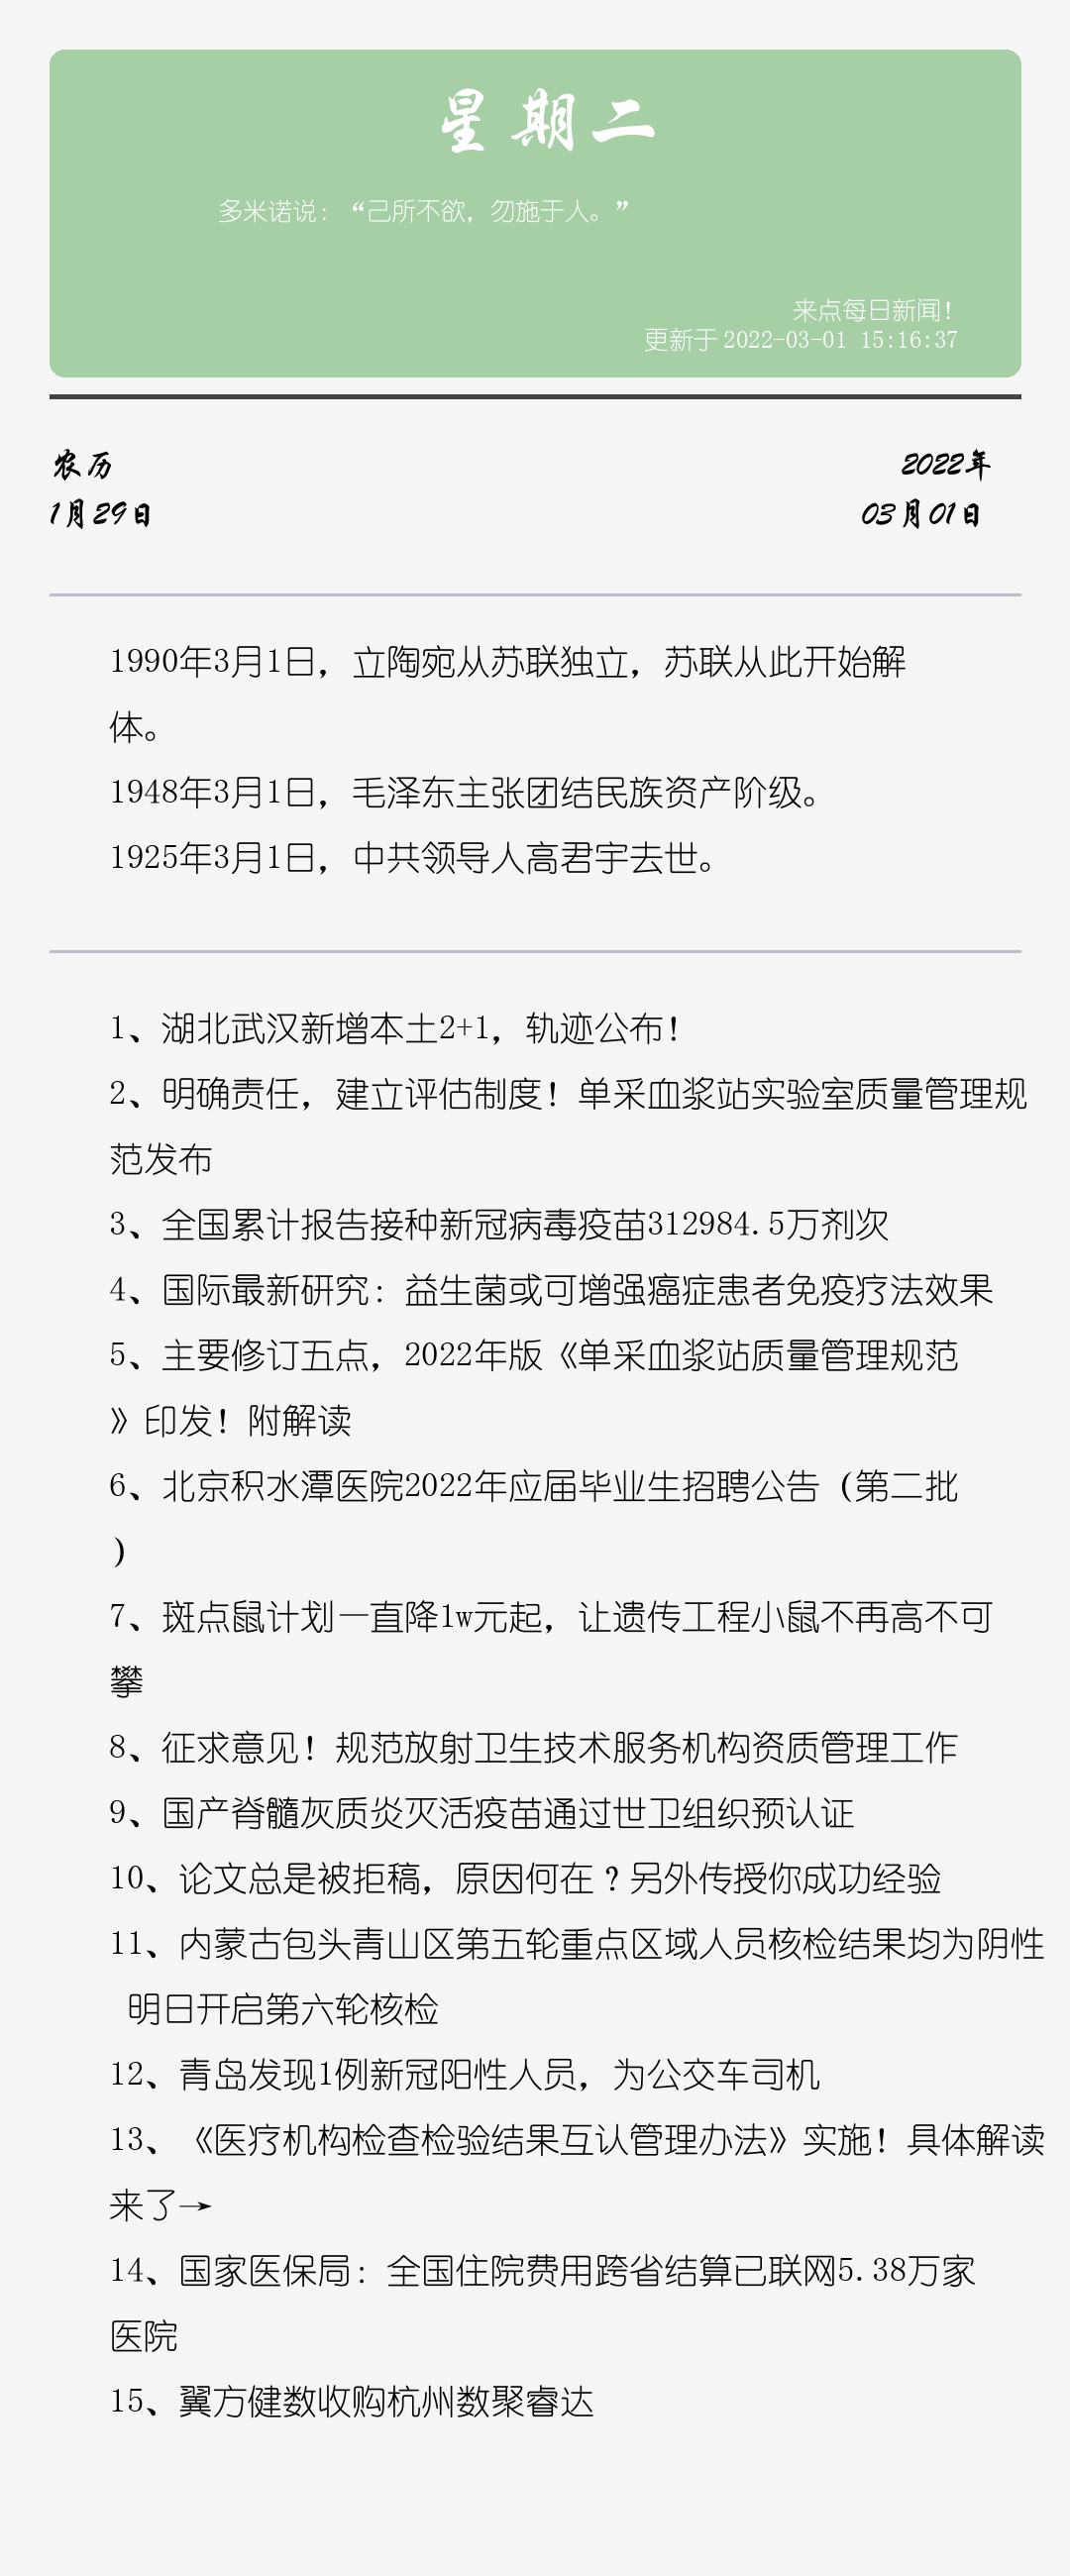 星期二
多米诺说：“己所不欲，勿施于人。”
来点每日新闻！
更新于 2022-03-01 15:16:37
农历
2022年
1月29日
03月01日
1990年3月1日，立陶宛从苏联独立，苏联从此开始解
体。
1948年3月1日，毛泽东主张团结民族资产阶级。
1925年3月1日，中共领导人高君宇去世。
1、湖北武汉新增本土2+1，轨迹公布！
2、明确责任，建立评估制度！单采血浆站实验室质量管理规
范发布
3、全国累计报告接种新冠病毒疫苗312984.5万剂次
4、国际最新研究：益生菌或可增强癌症患者免疫疗法效果
5、主要修订五点，2022年版《单采血浆站质量管理规范
》印发！附解读
6、北京积水潭医院2022年应届毕业生招聘公告（第二批
）
7、斑点鼠计划一直降1w元起，让遗传工程小鼠不再高不可
攀
8、征求意见！规范放射卫生技术服务机构资质管理工作
9、国产脊髓灰质炎灭活疫苗通过世卫组织预认证
10、论文总是被拒稿，原因何在？另外传授你成功经验
11、内蒙古包头青山区第五轮重点区域人员核检结果均为阴性
明日开启第六轮核检
12、青岛发现1例新冠阳性人员，为公交车司机
13、《医疗机构检查检验结果互认管理办法》实施！具体解读
来了→
14、国家医保局：全国住院费用跨省结算已联网5.38万家
医院
15、翼方健数收购杭州数聚睿达